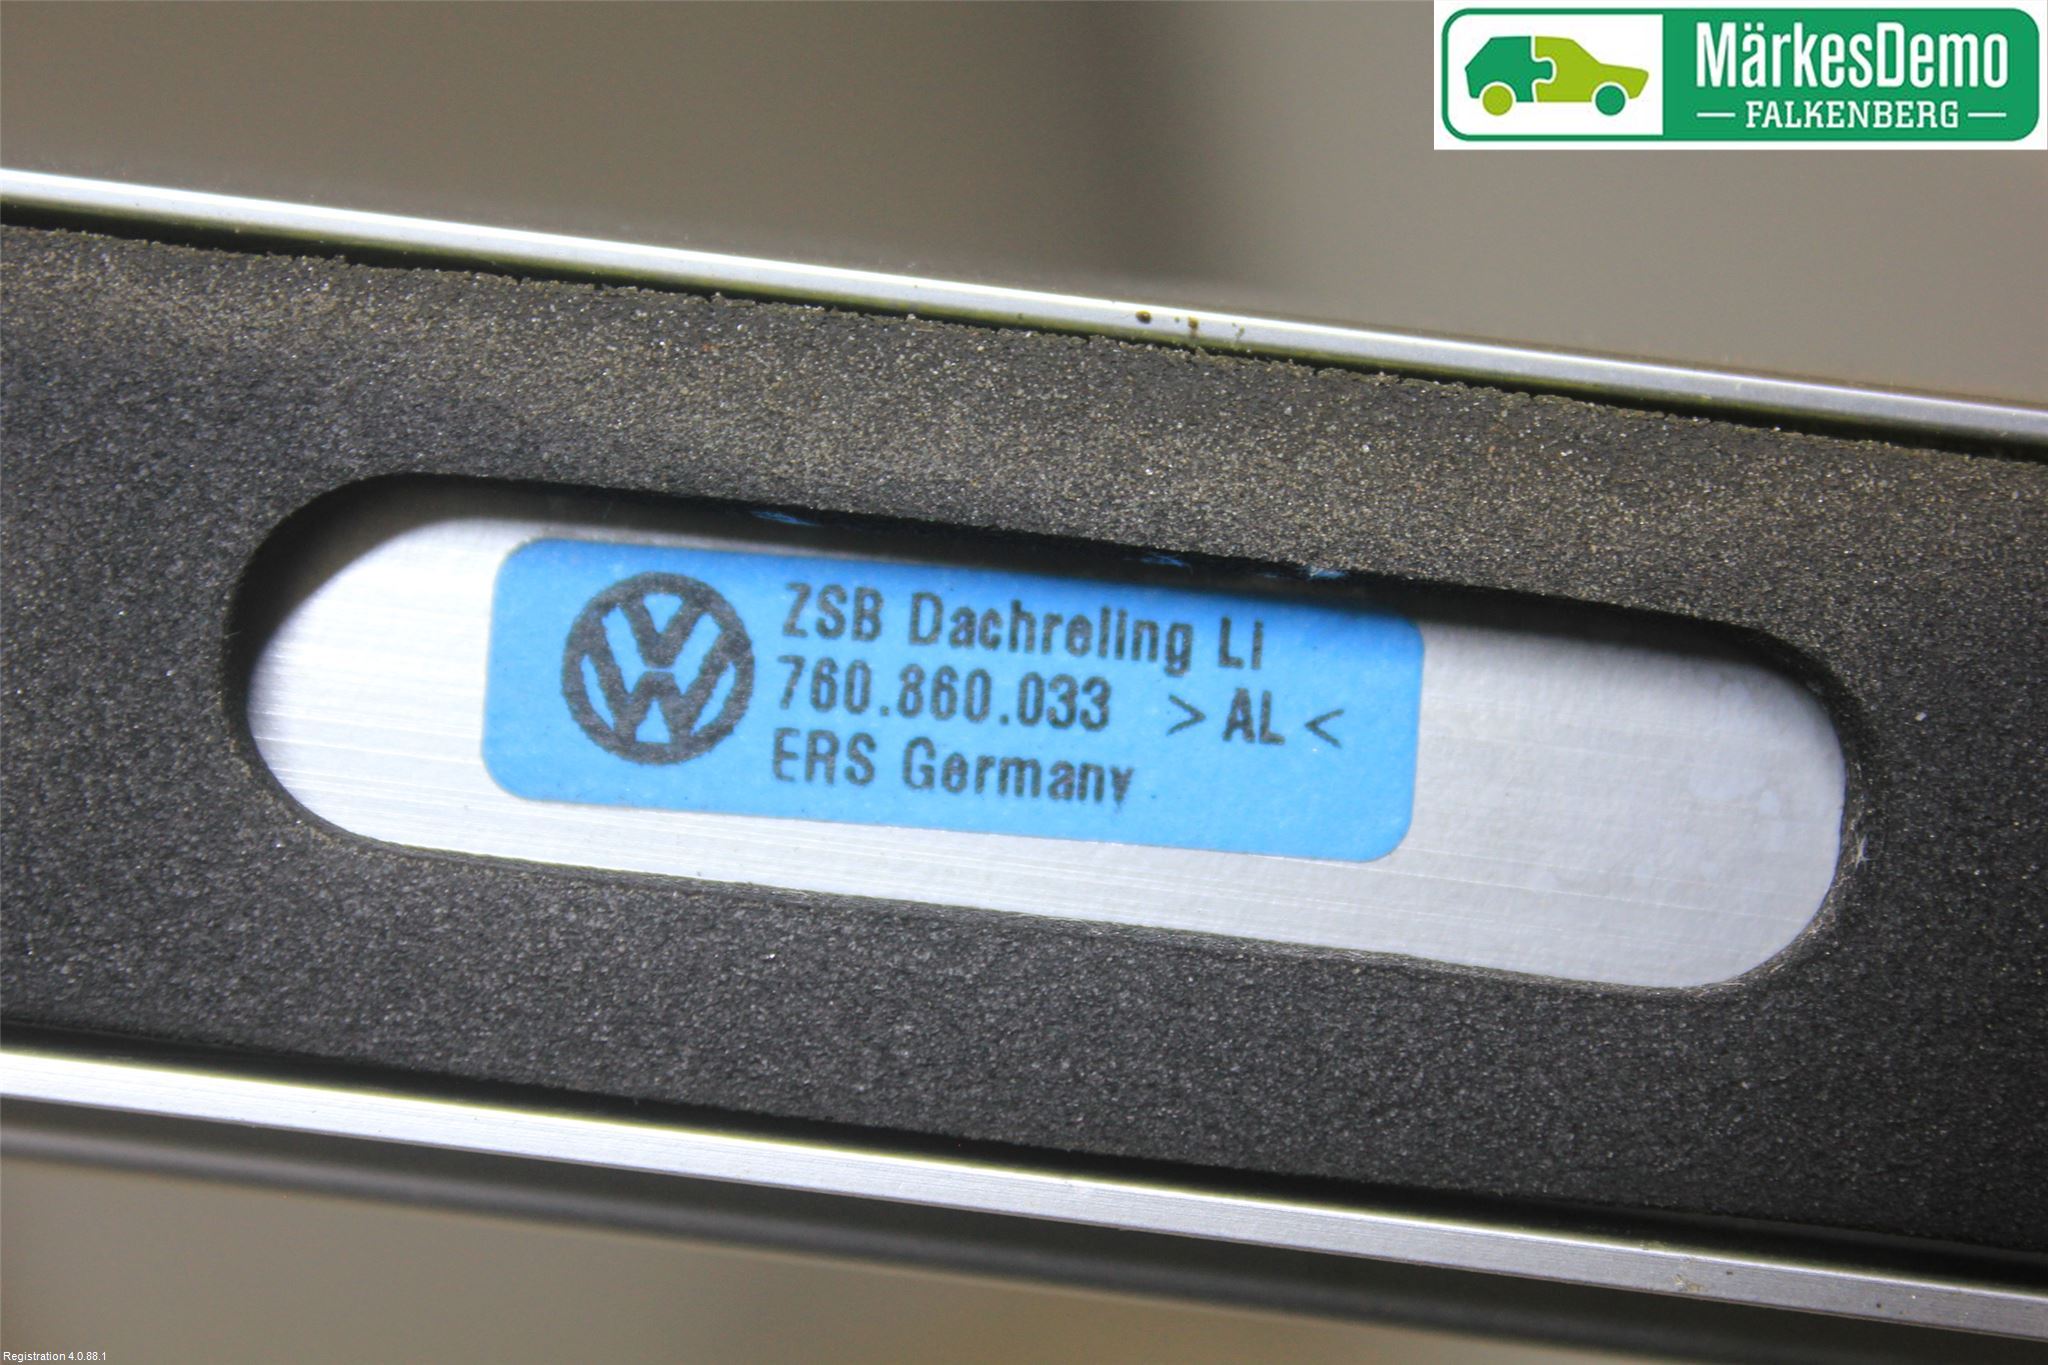 MärkesDemo
FALKENBERG
ZSB Dachreling Li
760.860.033 > AL <
ERS Germany
Registration 4.0.88.1